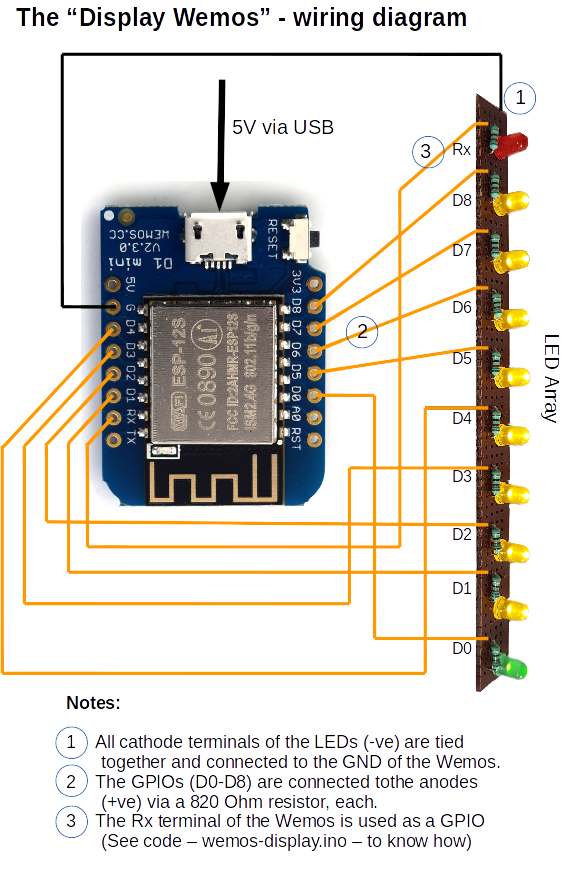 The “Display Wemos” - wiring diagram
1
5V via USB
3
Rx
D8
WEMOS.CC
V2.3.0
D1 mini
RESET
D7
5V
G
D4
D3
D2
D1
RX
TX
3V3
D8
D7
D6
D5
D0
A0
RST
2
D6
WiFi
ESP-12S
CE0890
AI
FCC ID:2AHMR-ESP12S
ISM2.4G 802.11b/g/n
D5
LED Array
D4
D3
D2
D1
D0
Notes:
1 All cathode terminals of the LEDs (-ve) are tied
together and connected to the GND of the Wemos.
2 The GPIOs (D0-D8) are connected tothe anodes
(+ve) via a 820 Ohm resistor, each.
3 The Rx terminal of the Wemos is used as a GPIO
(See code – wemos-display.ino – to know how)